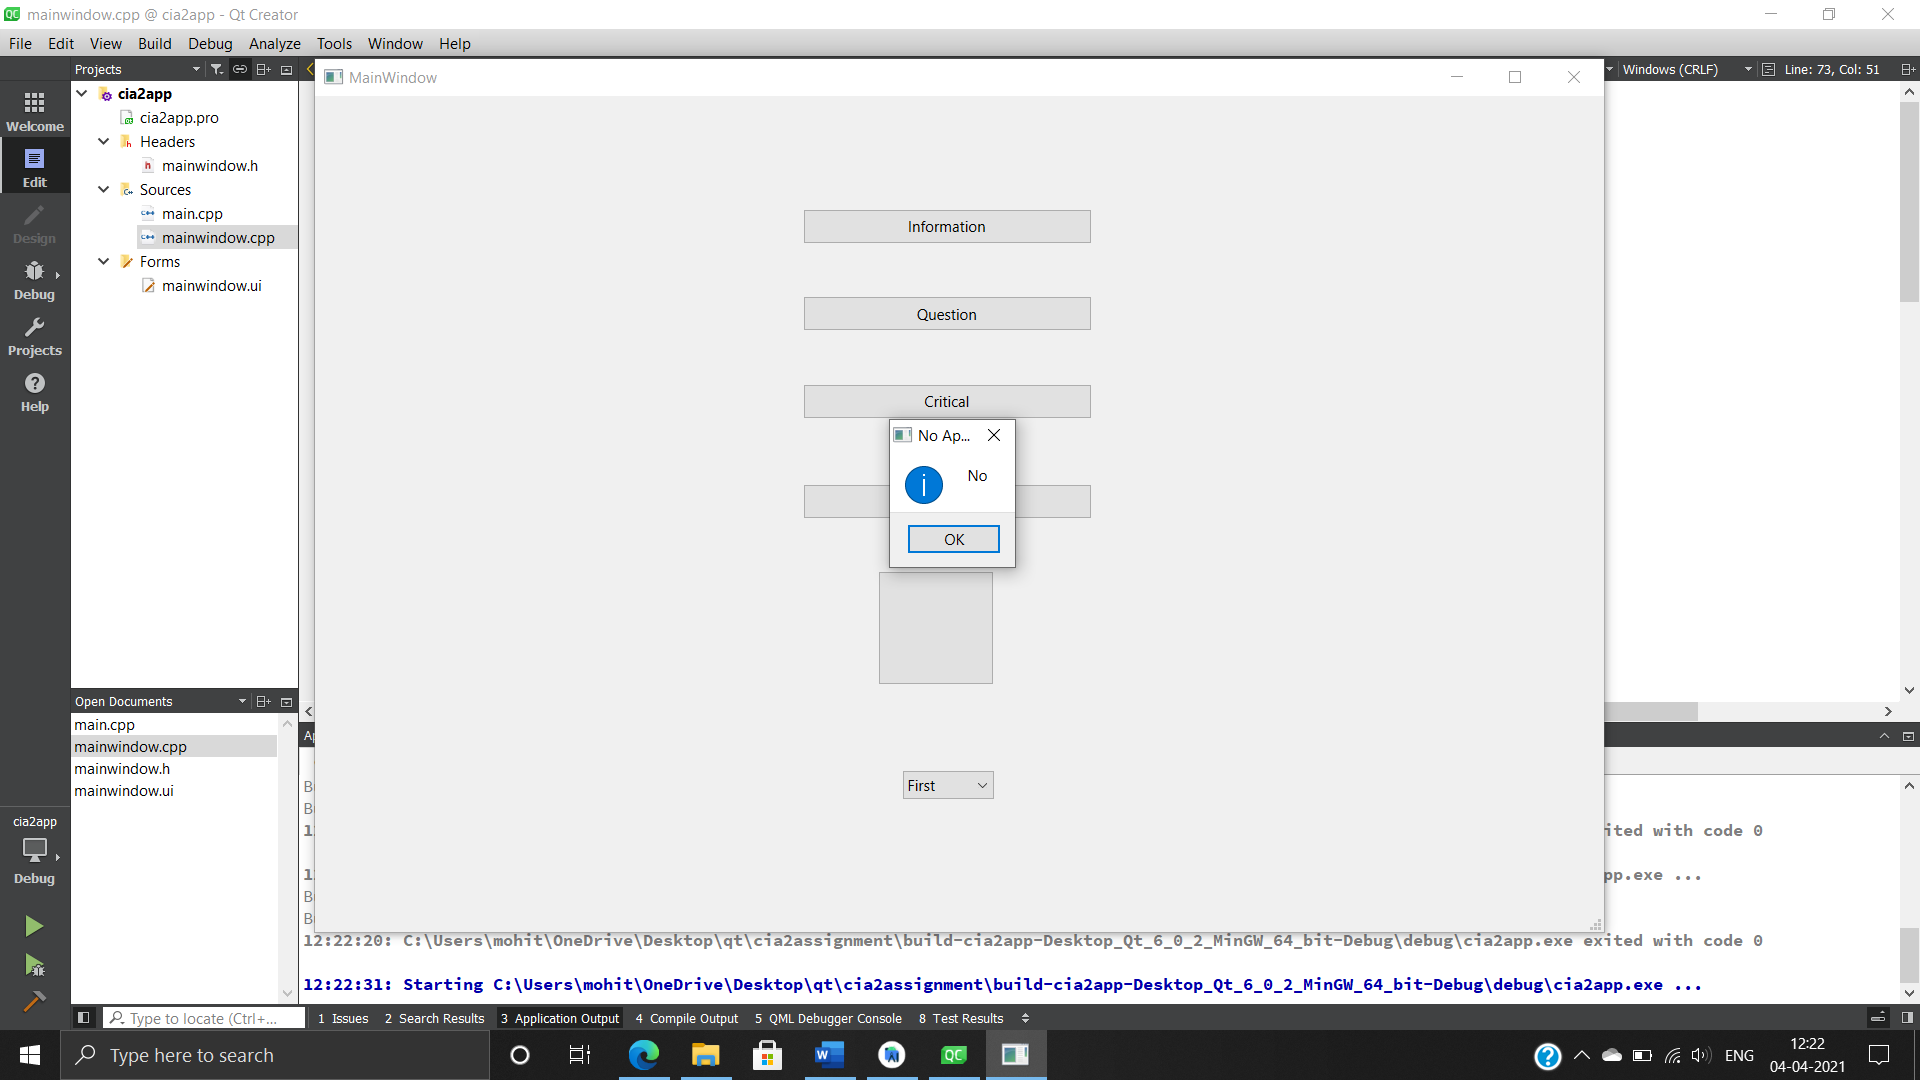 mainwindow.cpp @ cia2app - Qt Creator
File Edit View Build Debug Analyze Tools Window Help
Projects
Windows (CRLF)
Line: 73, Col: 51
Welcome
Edit
Design
Debug
Projects
Help
cia2app
cia2app.pro
Headers
mainwindow.h
Sources
main.cpp
mainwindow.cpp
Forms
mainwindow.ui
MainWindow
Information
Question
Critical
No Ap...
No
OK
First
Open Documents
main.cpp
mainwindow.cpp
mainwindow.h
mainwindow.ui
cia2app
Debug
ited with code 0
pp.exe ...
12:22:20: C:\Users\mohit\OneDrive\Desktop\qt\cia2assignment\build-cia2app-Desktop_Qt_6_0_2_MinGW_64_bit-Debug\debug\cia2app.exe exited with code 0
12:22:31: Starting C:\Users\mohit\OneDrive\Desktop\qt\cia2assignment\build-cia2app-Desktop_Qt_6_0_2_MinGW_64_bit-Debug\debug\cia2app.exe ...
Type to locate (Ctrl+...
1 Issues 2 Search Results 3 Application Output 4 Compile Output 5 QML Debugger Console 8 Test Results
Type here to search
ENG
12:22
04-04-2021